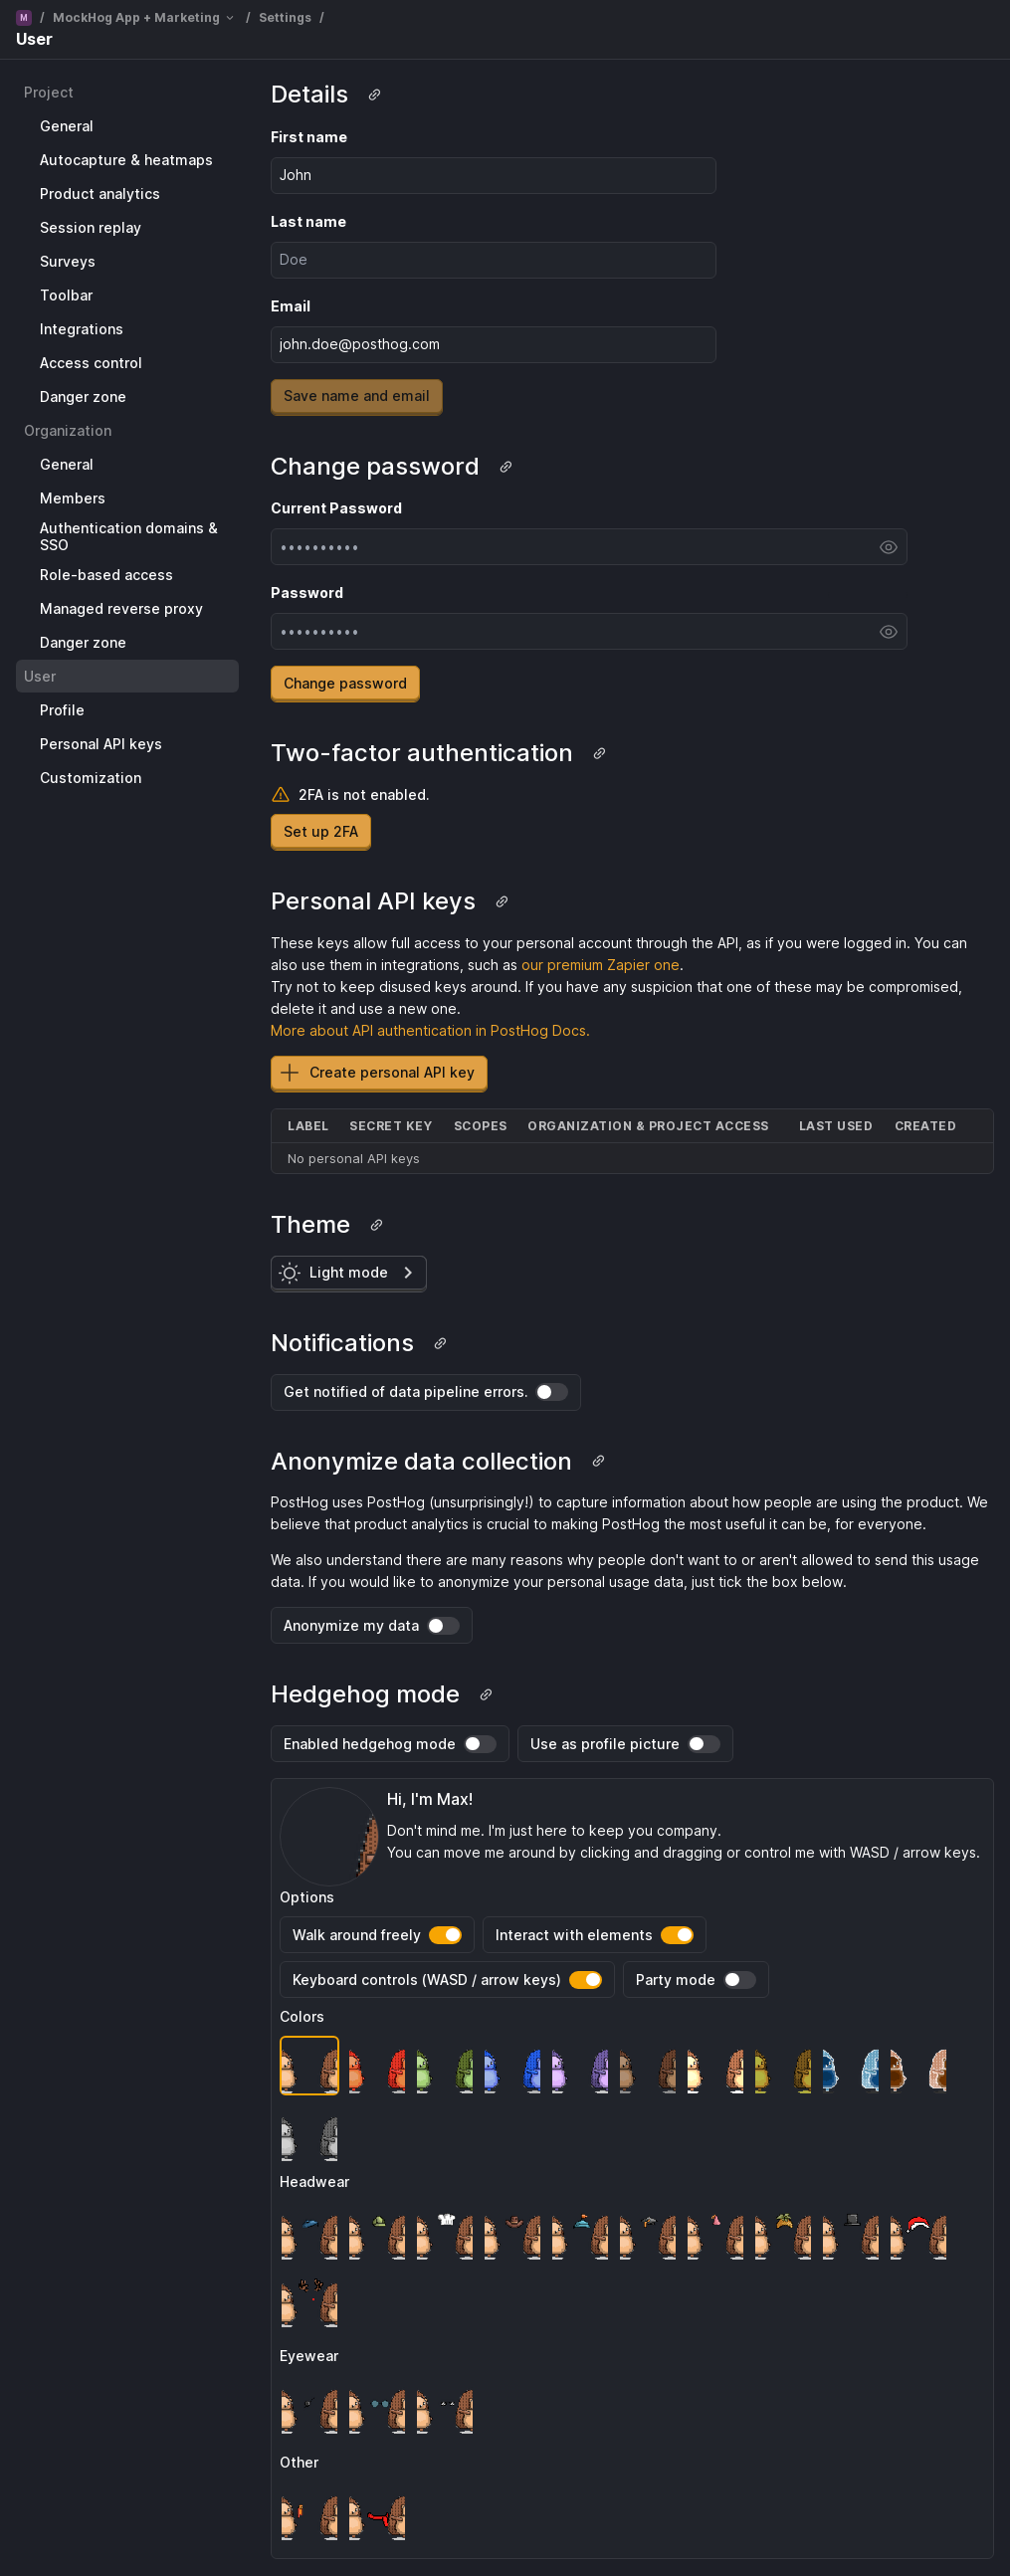 M / MockHog App + Marketing / Settings /
User
Project
General
Autocapture & heatmaps
Product analytics
Session replay
Surveys
Toolbar
Integrations
Access control
Danger zone
Organization
General
Members
Authentication domains &
SSO
Role-based access
Managed reverse proxy
Danger zone
User
Profile
Personal API keys
Customization
Details
First name
John
Last name
Doe
Email
john.doe@posthog.com
Save name and email
Change password
Current Password
••••••••••
Password
••••••••••
Change password
Two-factor authentication
2FA is not enabled.
Set up 2FA
Personal API keys
These keys allow full access to your personal account through the API, as if you were logged in. You can
also use them in integrations, such as our premium Zapier one.
Try not to keep disused keys around. If you have any suspicion that one of these may be compromised,
delete it and use a new one.
More about API authentication in PostHog Docs.
Create personal API key
LABEL SECRET KEY SCOPES ORGANIZATION & PROJECT ACCESS LAST USED CREATED
No personal API keys
Theme
Light mode
Notifications
Get notified of data pipeline errors.
Anonymize data collection
PostHog uses PostHog (unsurprisingly!) to capture information about how people are using the product. We
believe that product analytics is crucial to making PostHog the most useful it can be, for everyone.
We also understand there are many reasons why people don't want to or aren't allowed to send this usage
data. If you would like to anonymize your personal usage data, just tick the box below.
Anonymize my data
Hedgehog mode
Enabled hedgehog mode Use as profile picture
Hi, I'm Max!
Don't mind me. I'm just here to keep you company.
You can move me around by clicking and dragging or control me with WASD / arrow keys.
Options
Walk around freely Interact with elements
Keyboard controls (WASD / arrow keys) Party mode
Colors
Headwear
Eyewear
Other